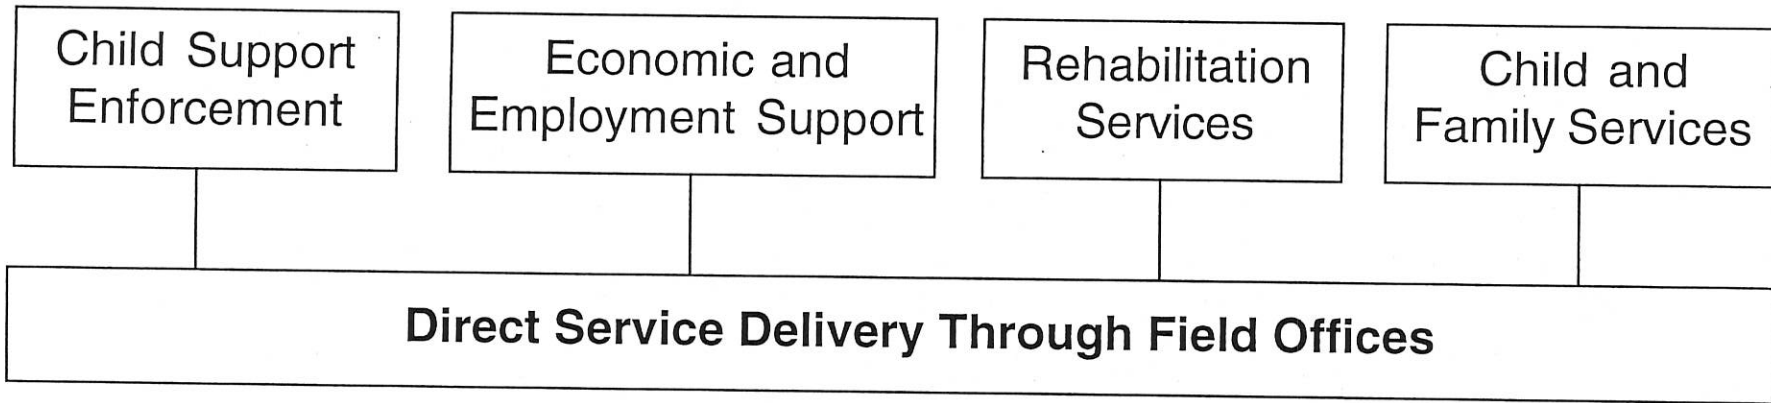 Child Support
Enforcement
Economic and
Employment Support
Rehabilitation
Services
Child and
Family Services
Direct Service Delivery Through Field Offices